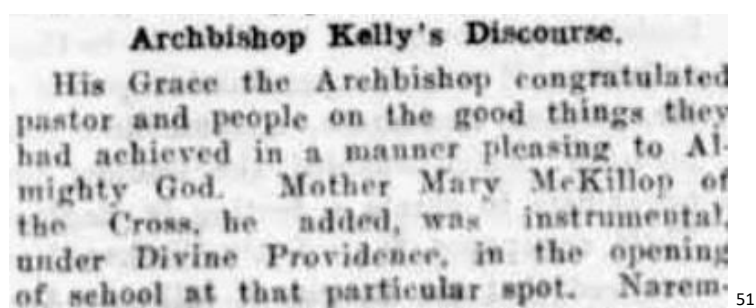 Archbishop Kelly's Discourse.
His Grace the Archbishop congratulated
pastor and people on the good things they
had achieved in a manner pleasing to Al-
mighty God. Mother Mary McKillop of
the Cross, he added, was instrumental,
under Divine Providence, in the opening
of school at that particular spot. Narem-
51